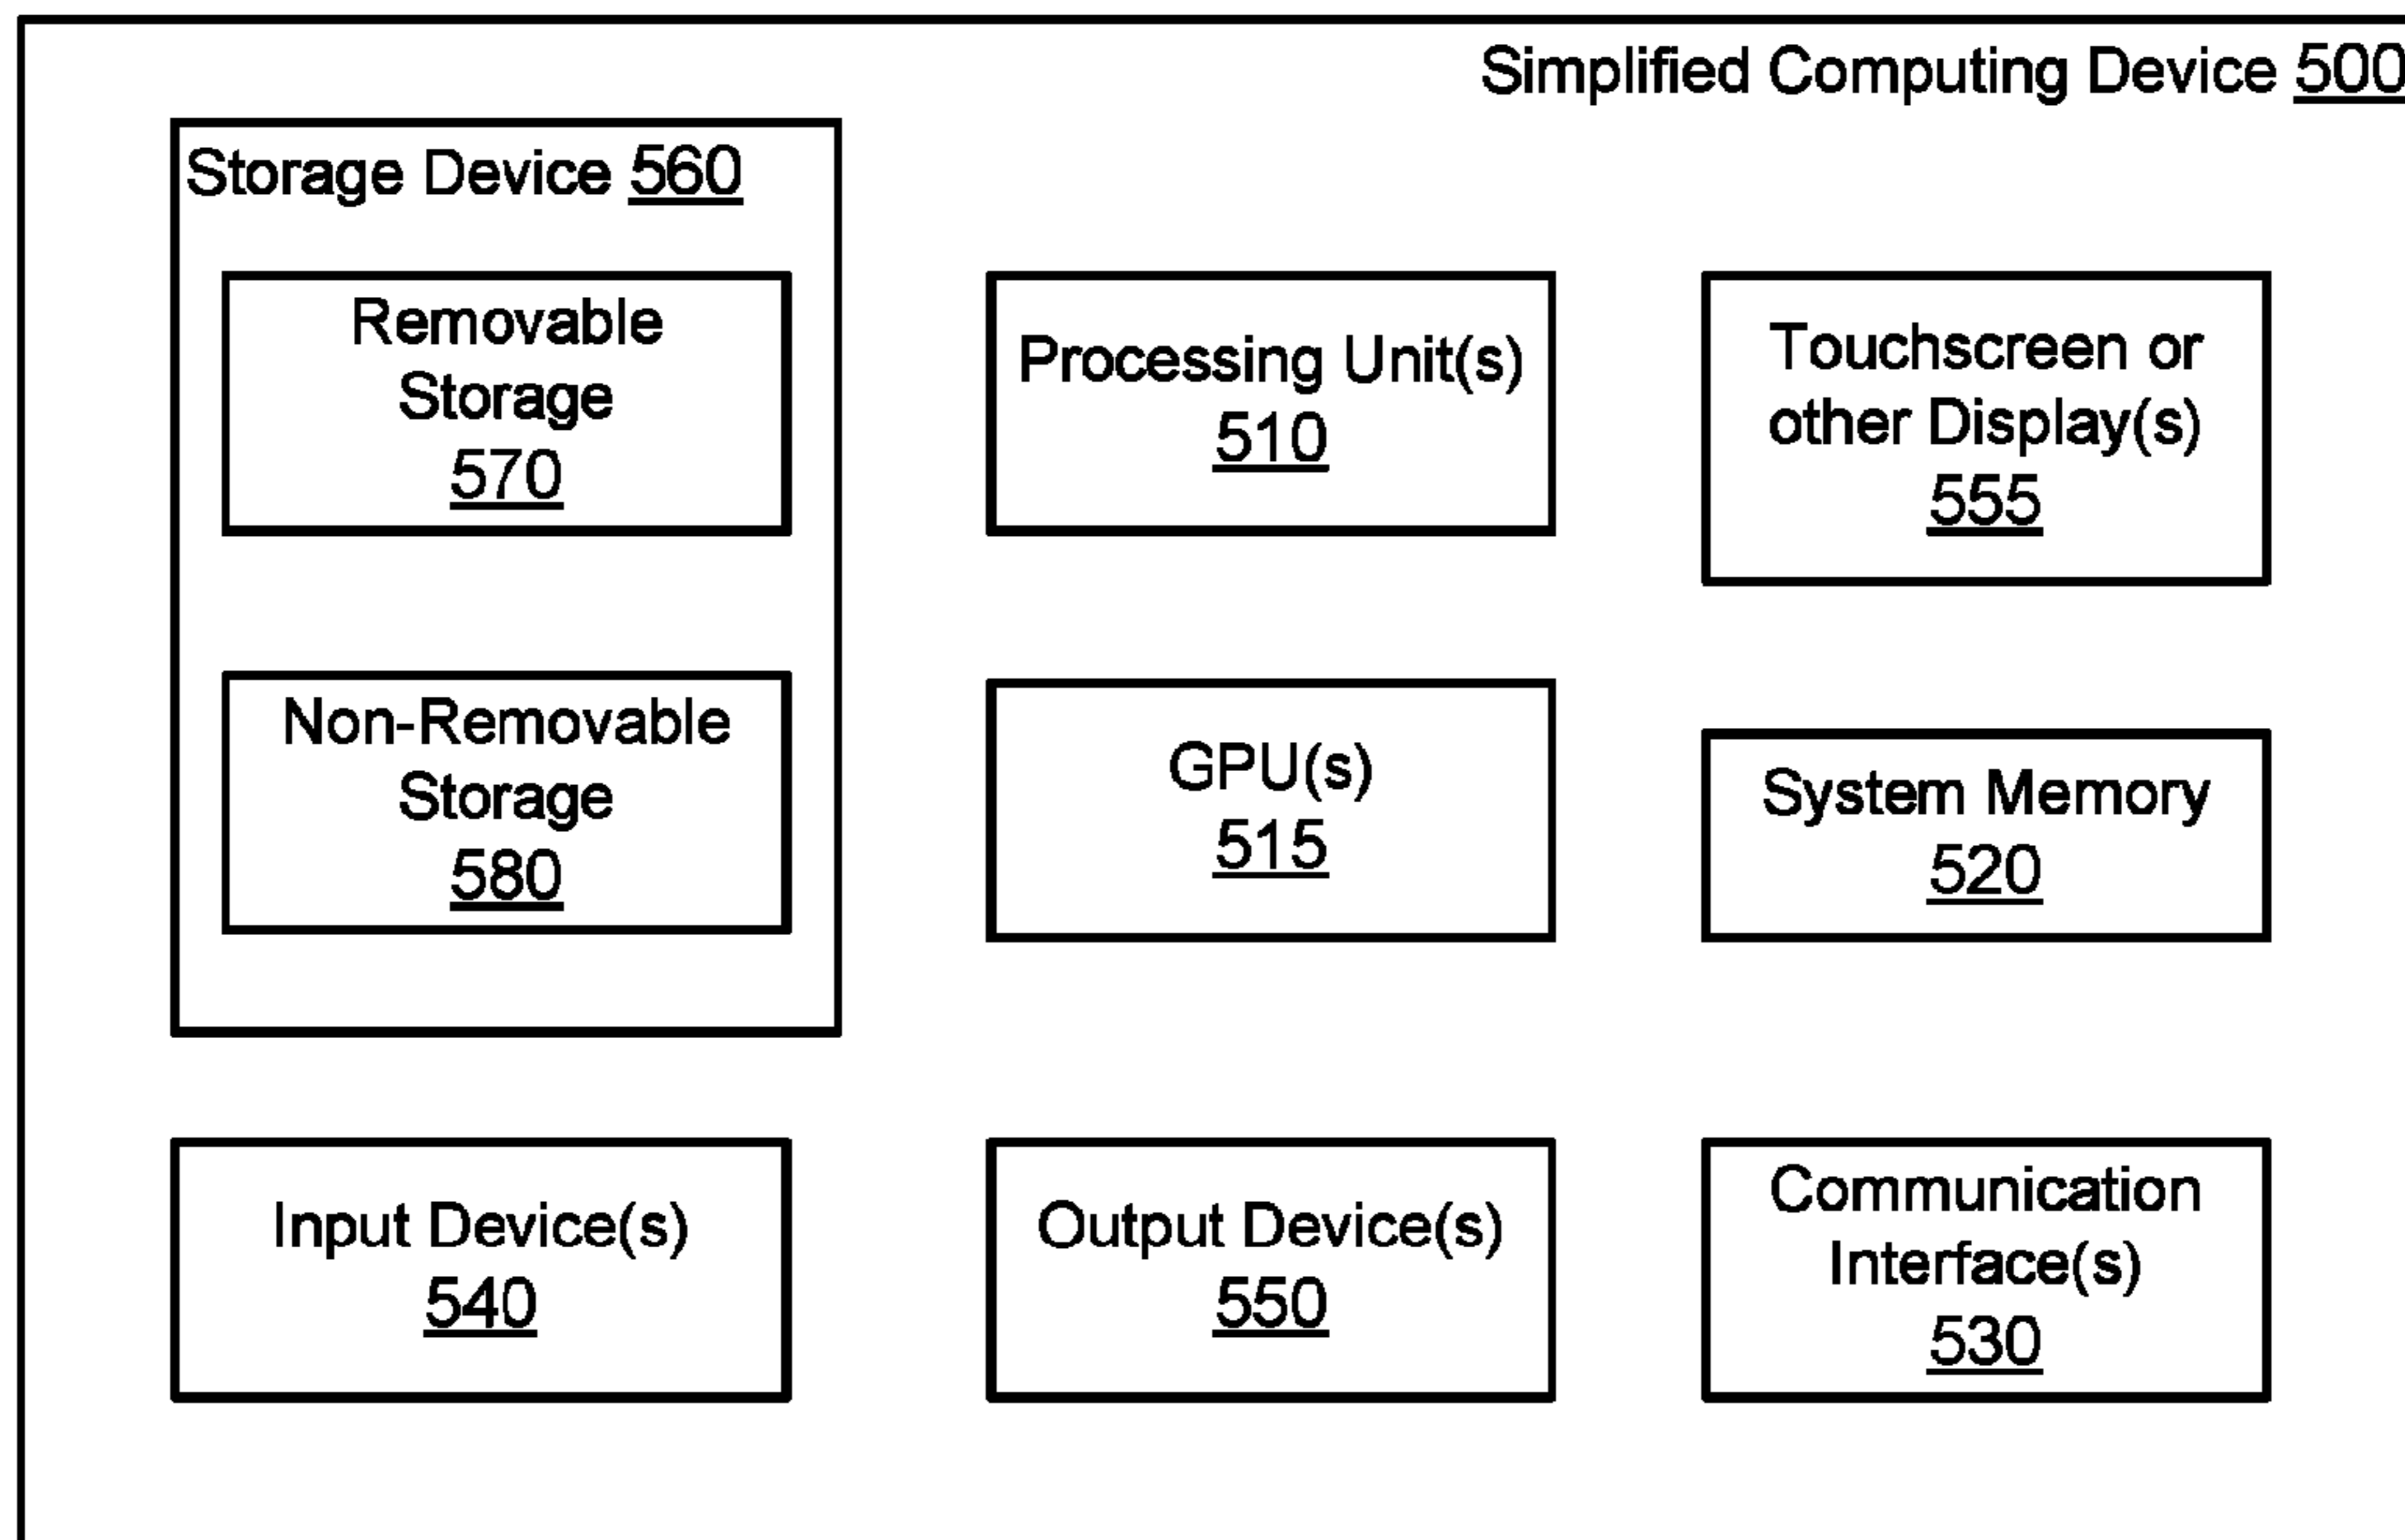 Simplified Computing Device 500
Storage Device 560
Removable
Storage
570
Processing Unit(s)
510
Touchscreen or
other Display(s)
555
Non-Removable
Storage
580
GPU(s)
515
System Memory
520
Input Device(s)
540
Output Device(s)
550
Communication
Interface(s)
530